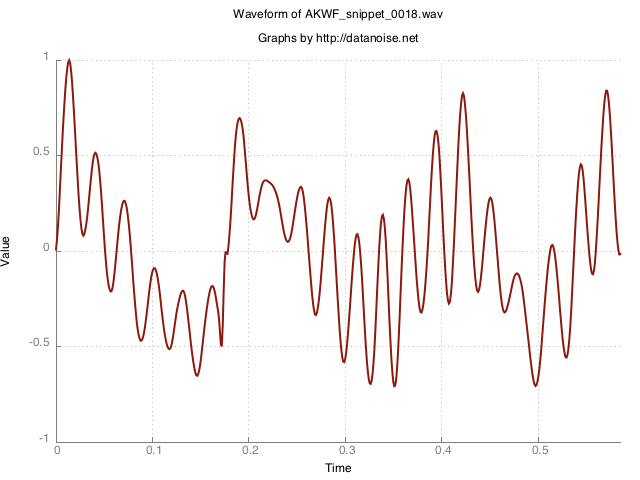 Waveform of AKWF_snippet_0018.wav
Graphs by http://datanoise.net
1
0.5
0
-0.5
-1
Value
0 0.1 0.2 0.3 0.4 0.5
Time